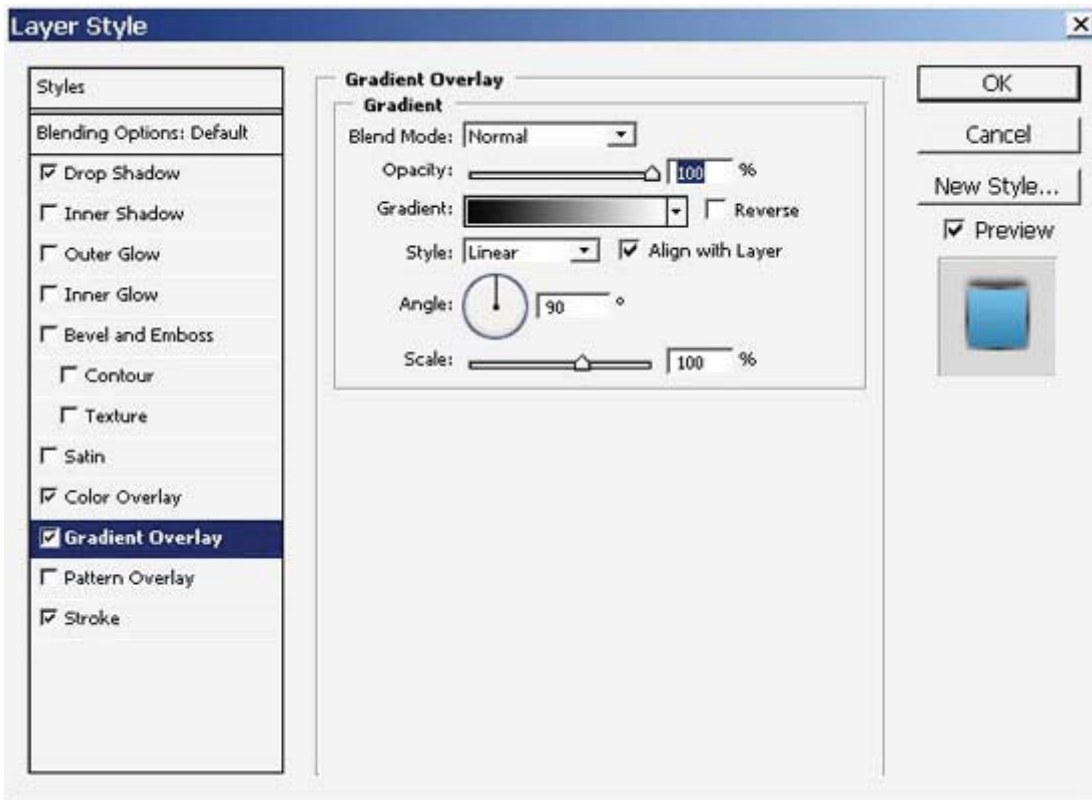 Layer Style
Styles
Blending Options: Default
Drop Shadow
Inner Shadow
Outer Glow
Inner Glow
Bevel and Emboss
Contour
Texture
Satin
Color Overlay
Gradient Overlay
Pattern Overlay
Stroke
Gradient Overlay
Gradient
Blend Mode: Normal
Opacity: 100 %
Gradient: Reverse
Style: Linear Align with Layer
Angle: 90 °
Scale: 100 %
OK
Cancel
New Style...
Preview